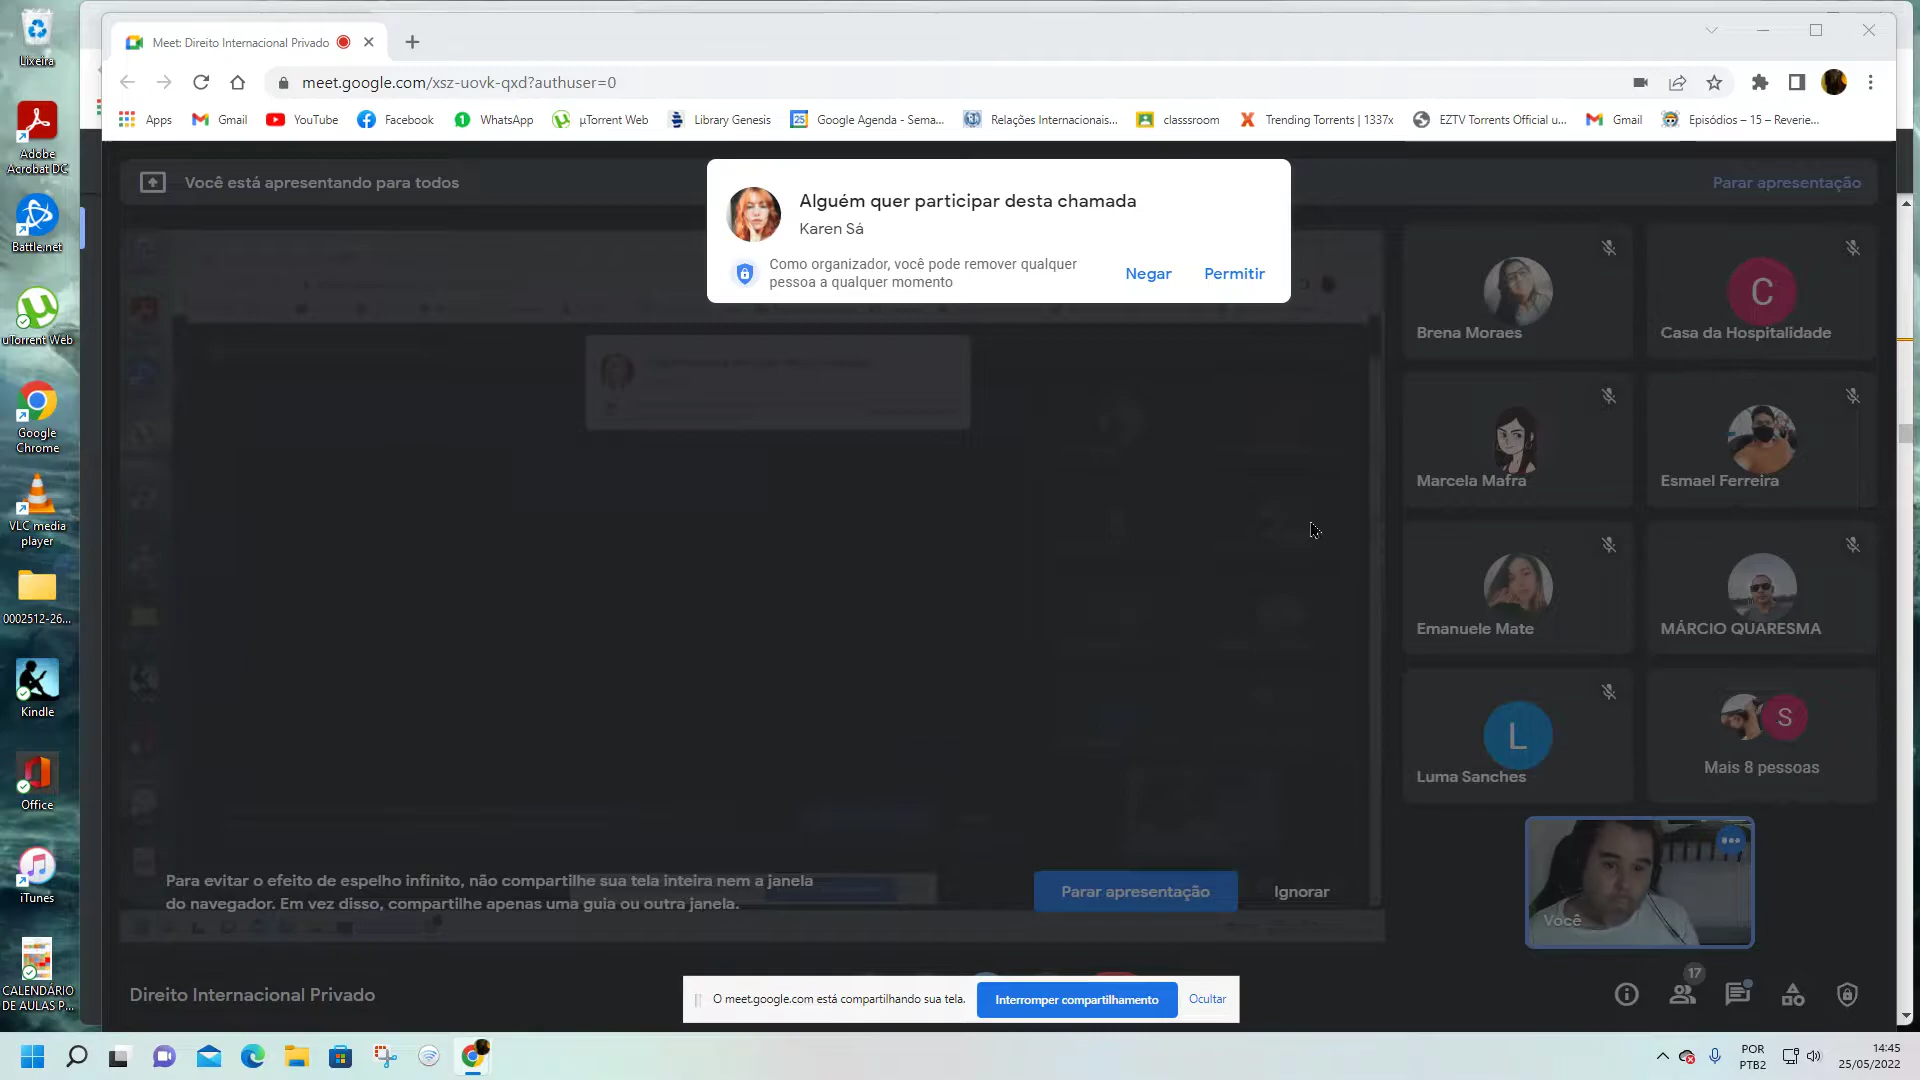 Lixeira
Adobe
Acrobat DC
Battle.net
uTorrent Web
Google
Chrome
VLC media
player
0002512-26...
Kindle
Office
iTunes
CALENDÁRIO
DE AULAS P...
Meet: Direito Internacional Privado
meet.google.com/xsz-uovk-qxd?authuser=0
Apps
Gmail
YouTube
Facebook
WhatsApp
µTorrent Web
Library Genesis
Google Agenda - Sema...
Relações Internacionais...
classsroom
Trending Torrents | 1337x
EZTV Torrents Official u...
Gmail
Episódios – 15 – Reverie...
Você está apresentando para todos
Parar apresentação
Alguém quer participar desta chamada
Karen Sá
Como organizador, você pode remover qualquer
pessoa a qualquer momento
Negar
Permitir
Brena Moraes
C
Casa da Hospitalidade
Marcela Mafra
Esmael Ferreira
Emanuele Mate
MÁRCIO QUARESMA
L
Luma Sanches
S
Mais 8 pessoas
Você
Para evitar o efeito de espelho infinito, não compartilhe sua tela inteira nem a janela
do navegador. Em vez disso, compartilhe apenas uma guia ou outra janela.
Parar apresentação
Ignorar
Direito Internacional Privado
O meet.google.com está compartilhando sua tela.
Interromper compartilhamento
Ocultar
17
POR
PTB2
14:45
25/05/2022